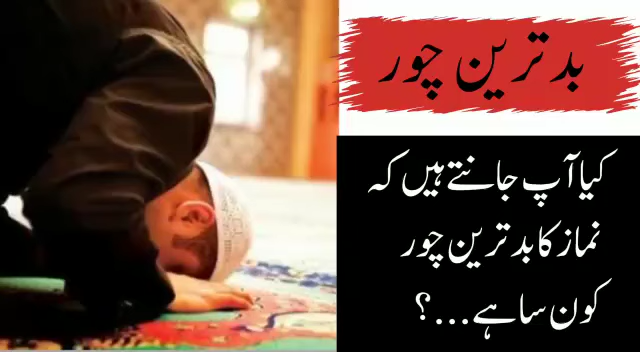 بدترین چور
کیا آپ جانتے ہیں کہ
نماز کا بدترین چور
کون سا ہے...؟